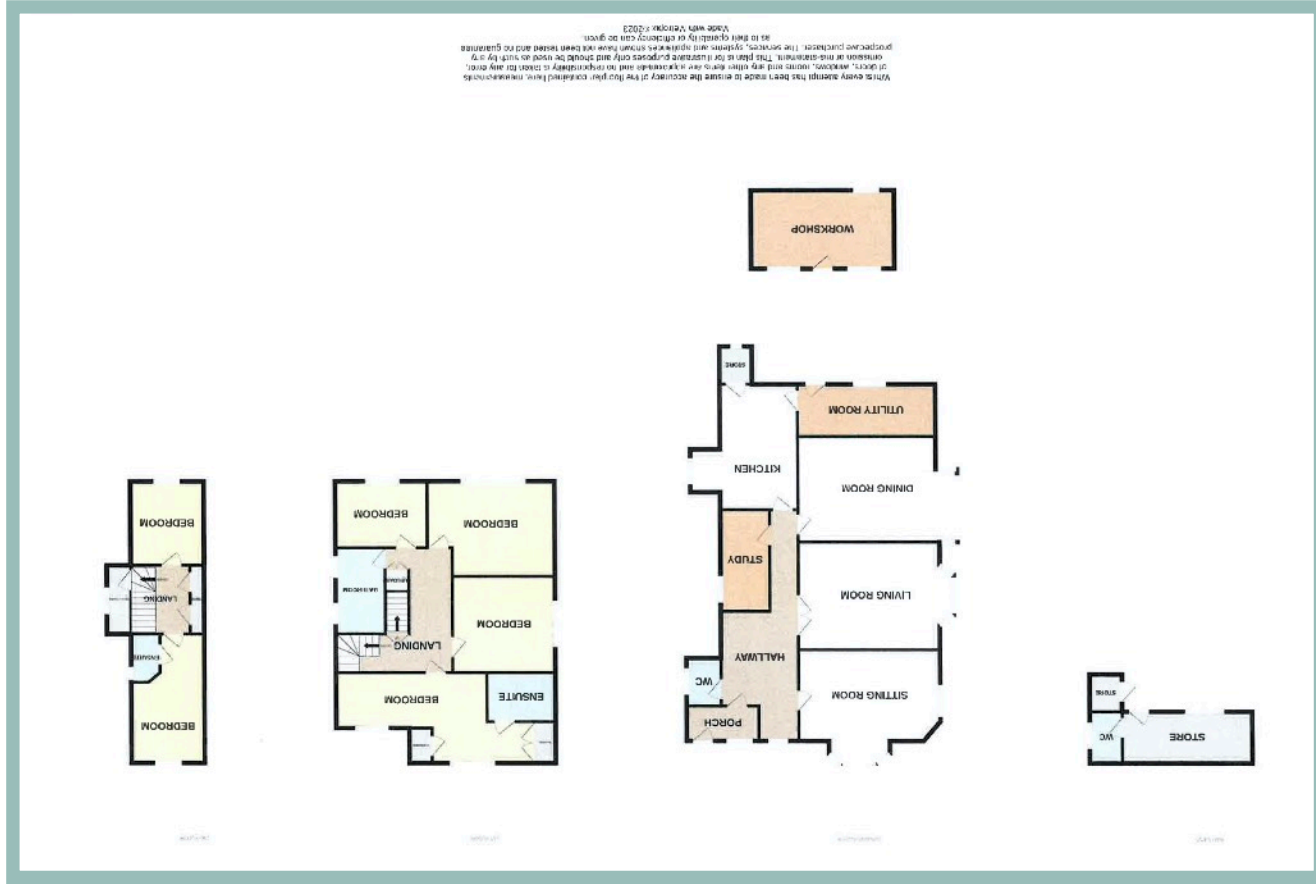 STORE
WC
STORE
SITTING ROOM
PORCH
WC
HALLWAY
LIVING ROOM
STUDY
DINING ROOM
KITCHEN
UTILITY ROOM
STORE
WORKSHOP
BEDROOM
ENSUITE
LANDING
BEDROOM
BATHROOM
BEDROOM
BEDROOM
BEDROOM
ENSUITE
LANDING
BEDROOM
Whilst every attempt has been made to ensure the accuracy of the floorplan contained here, measurements
of doors, windows, rooms and any other items are approximate and no responsibility is taken for any error,
omission or mis-statement. This plan is for illustrative purposes only and should be used as such by any
prospective purchaser. The services, systems and appliances shown have not been tested and no guarantee
as to their operability or efficiency can be given.
Made with Metropix ©2023